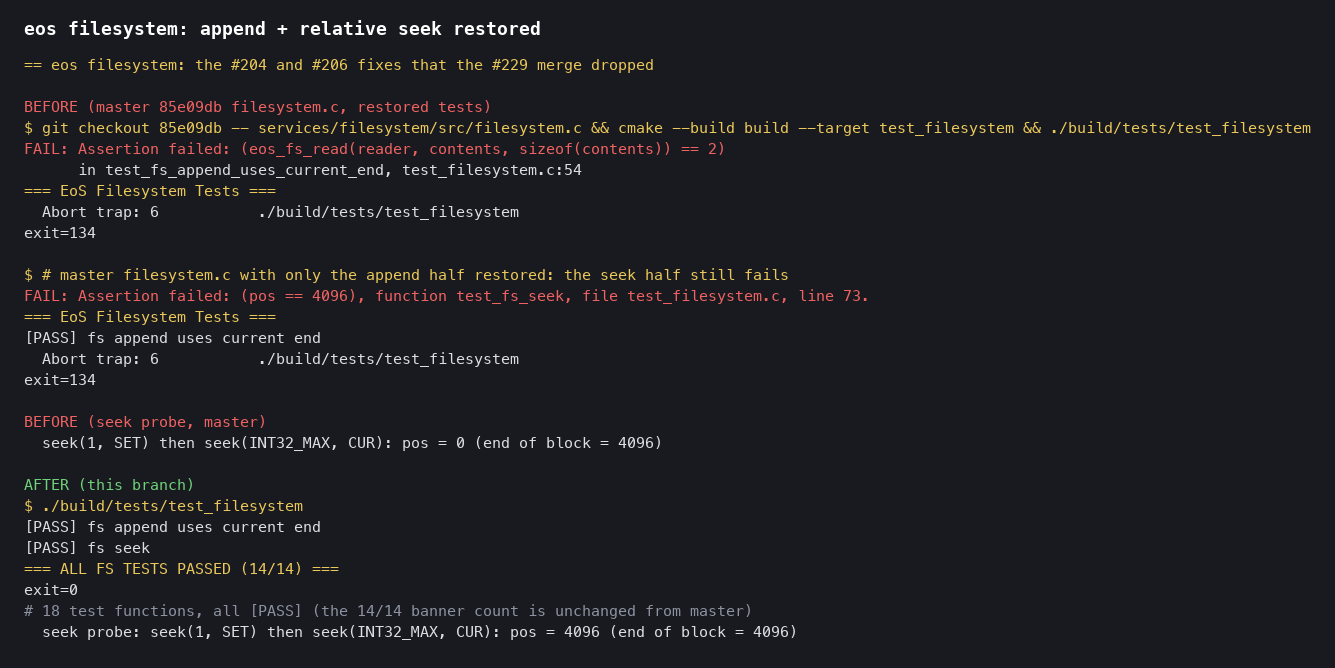 eos filesystem: append + relative seek restored
== eos filesystem: the #204 and #206 fixes that the #229 merge dropped
BEFORE (master 85e09db filesystem.c, restored tests)
$ git checkout 85e09db -- services/filesystem/src/filesystem.c && cmake --build build --target test_filesystem && ./build/tests/test_filesystem
FAIL: Assertion failed: (eos_fs_read(reader, contents, sizeof(contents)) == 2)
      in test_fs_append_uses_current_end, test_filesystem.c:54
=== EoS Filesystem Tests ===
  Abort trap: 6           ./build/tests/test_filesystem
exit=134
$ # master filesystem.c with only the append half restored: the seek half still fails
FAIL: Assertion failed: (pos == 4096), function test_fs_seek, file test_filesystem.c, line 73.
=== EoS Filesystem Tests ===
[PASS] fs append uses current end
  Abort trap: 6           ./build/tests/test_filesystem
exit=134
BEFORE (seek probe, master)
  seek(1, SET) then seek(INT32_MAX, CUR): pos = 0 (end of block = 4096)
AFTER (this branch)
$ ./build/tests/test_filesystem
[PASS] fs append uses current end
[PASS] fs seek
=== ALL FS TESTS PASSED (14/14) ===
exit=0
# 18 test functions, all [PASS] (the 14/14 banner count is unchanged from master)
  seek probe: seek(1, SET) then seek(INT32_MAX, CUR): pos = 4096 (end of block = 4096)